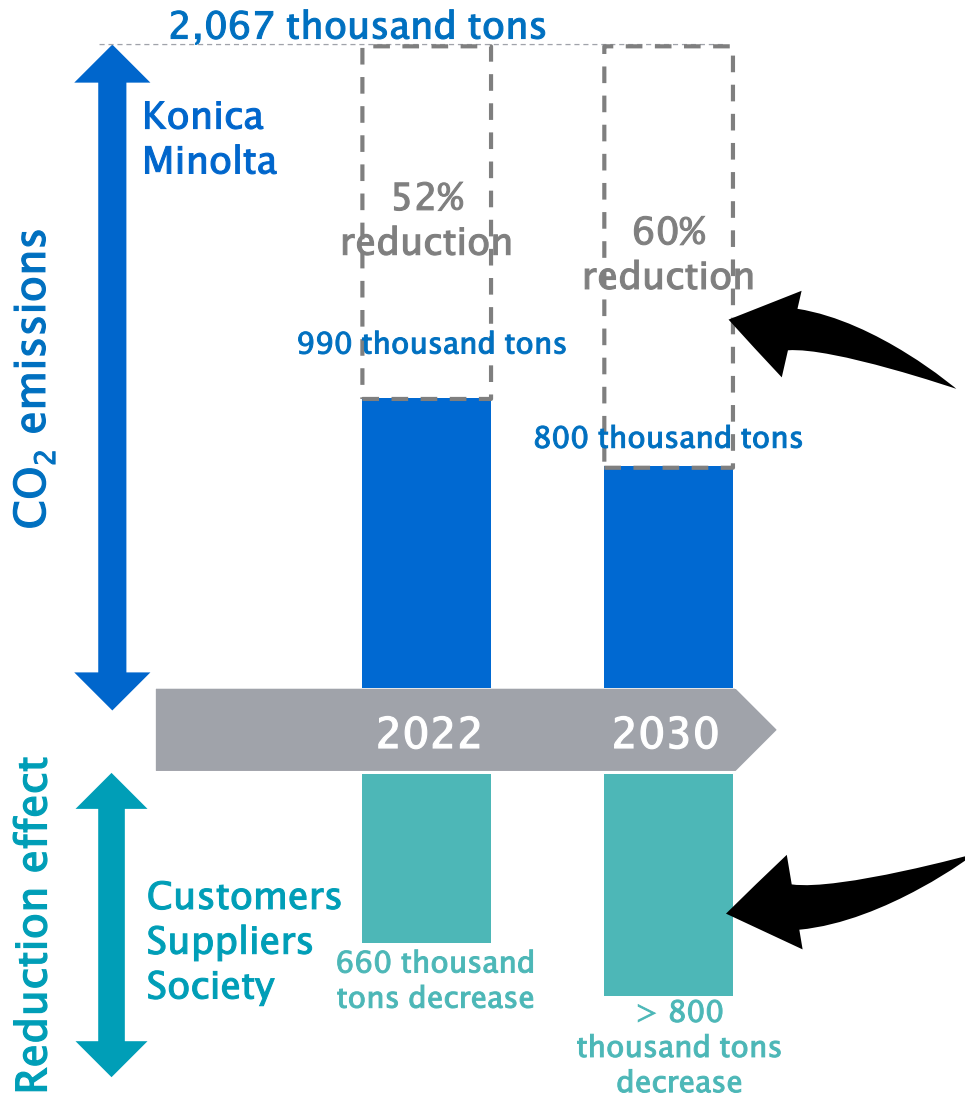 2,067 thousand tons
Konica
Minolta
CO₂ emissions
52%
reduction
60%
reduction
990 thousand tons
800 thousand tons
2022
2030
Reduction effect
Customers
Suppliers
Society
660 thousand
tons decrease
> 800
thousand tons
decrease